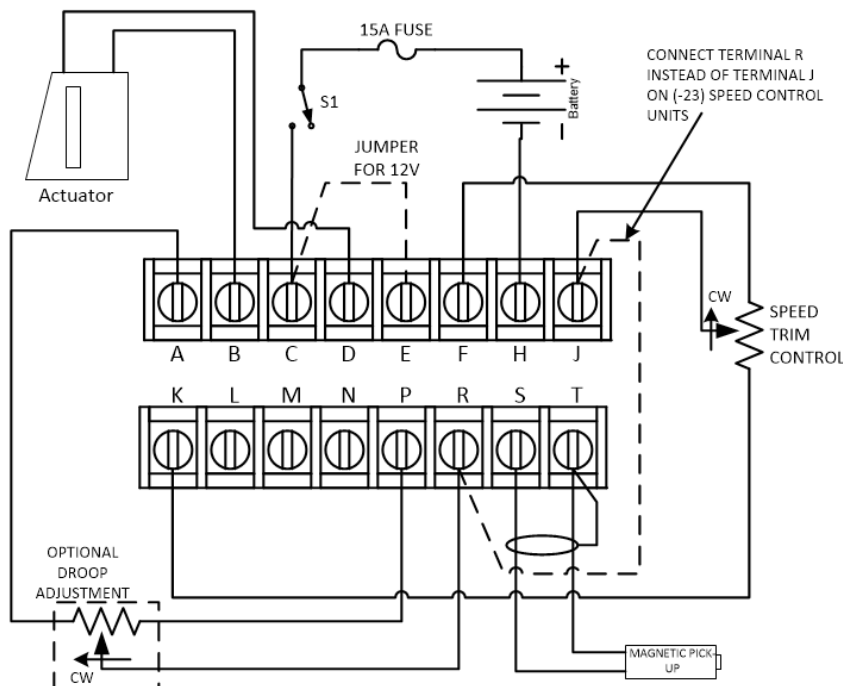 15A FUSE
CONNECT TERMINAL R
INSTEAD OF TERMINAL J
ON (-23) SPEED CONTROL
UNITS
+
Battery
–
S1
JUMPER
FOR 12V
Actuator
CW
SPEED
TRIM
CONTROL
A B C D E F H J
K L M N P R S T
OPTIONAL
DROOP
ADJUSTMENT
CW
MAGNETIC PICK-
UP